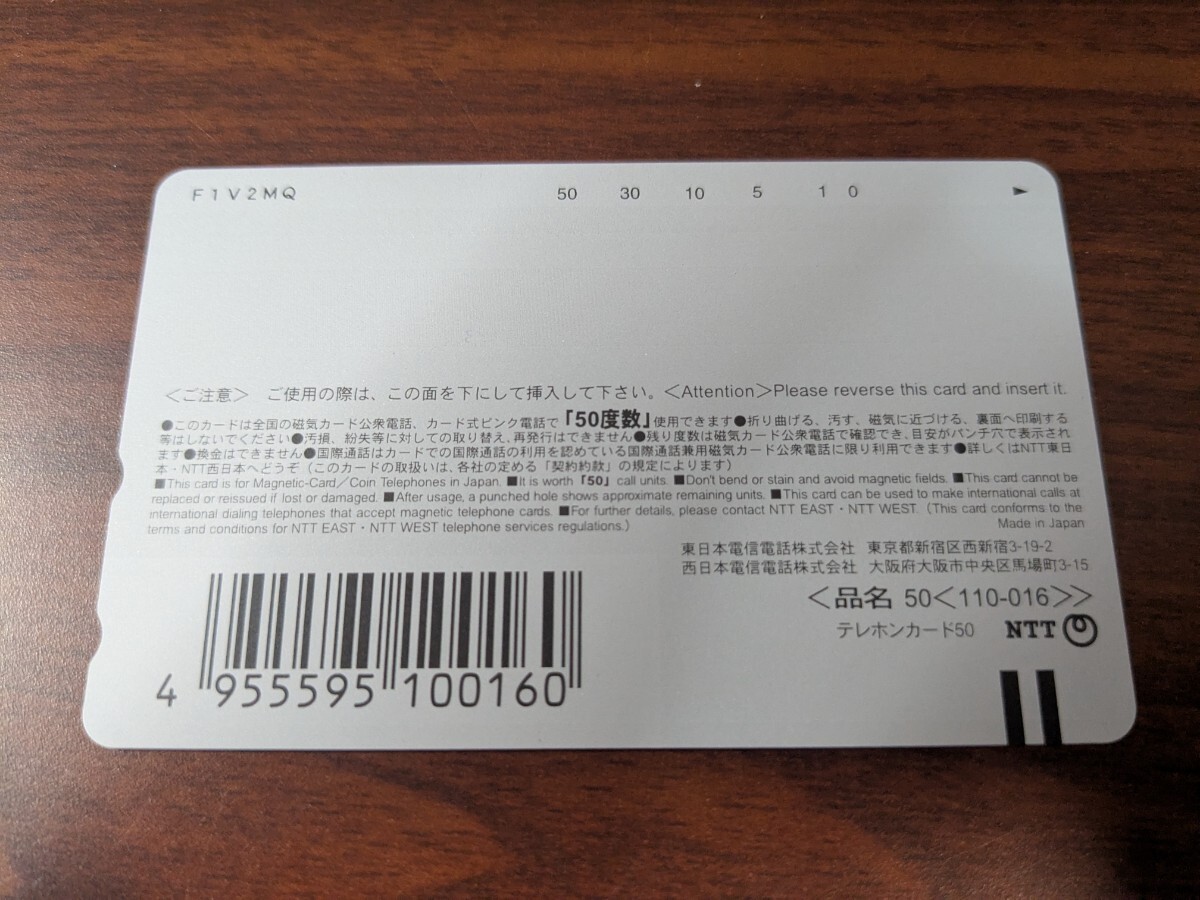 F1V2MQ 50 30 10 5 1 0 ►
＜ご注意＞ ご使用の際は、この面を下にして挿入して下さい。＜Attention＞Please reverse this card and insert it.
●このカードは全国の磁気カード公衆電話、カード式ピンク電話で「50度数」使用できます●折り曲げる、汚す、磁気に近づける、裏面へ印刷する
等はしないでください●汚損、紛失等に対しての取り替え、再発行はできません●残り度数は磁気カード公衆電話で確認でき、目安がパンチ穴で表示され
ます●換金はできません●国際通話はカードでの国際通話の利用を認めている国際通話兼用磁気カード公衆電話に限り利用できます●詳しくはNTT東日
本・NTT西日本へどうぞ（このカードの取扱いは、各社の定める「契約約款」の規定によります）
■This card is for Magnetic-Card／Coin Telephones in Japan. ■It is worth「50」call units. ■Don't bend or stain and avoid magnetic fields. ■This card cannot be
replaced or reissued if lost or damaged. ■After usage, a punched hole shows approximate remaining units. ■This card can be used to make international calls at
international dialing telephones that accept magnetic telephone cards. ■For further details, please contact NTT EAST・NTT WEST.（This card conforms to the
terms and conditions for NTT EAST・NTT WEST telephone services regulations.） Made in Japan
東日本電信電話株式会社 東京都新宿区西新宿3-19-2
西日本電信電話株式会社 大阪府大阪市中央区馬場町3-15
＜品名 50＜110-016＞＞
テレホンカード50 NTT
4 955595 100160